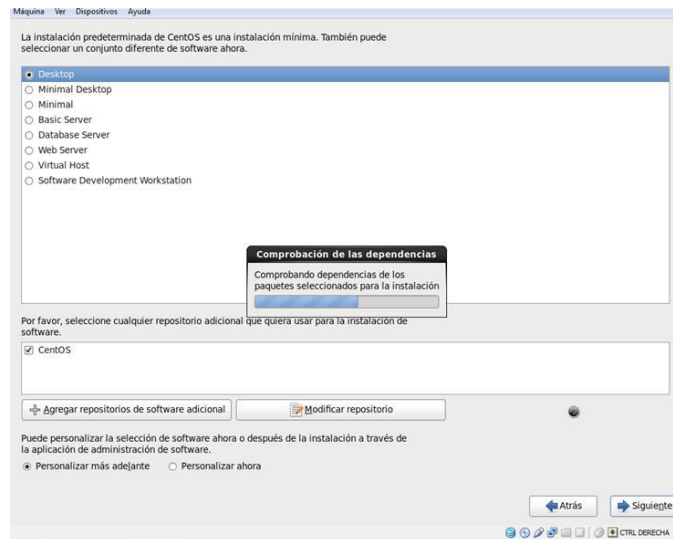 Máquina Ver Dispositivos Ayuda
La instalación predeterminada de CentOS es una instalación mínima. También puede
seleccionar un conjunto diferente de software ahora.
Desktop
Minimal Desktop
Minimal
Basic Server
Database Server
Web Server
Virtual Host
Software Development Workstation
Comprobación de las dependencias
Comprobando dependencias de los
paquetes seleccionados para la instalación
Por favor, seleccione cualquier repositorio adicional que quiera usar para la instalación de
software.
CentOS
Agregar repositorios de software adicional
Modificar repositorio
Puede personalizar la selección de software ahora o después de la instalación a través de
la aplicación de administración de software.
Personalizar más adelante Personalizar ahora
Atrás Siguiente
CTRL DERECHA